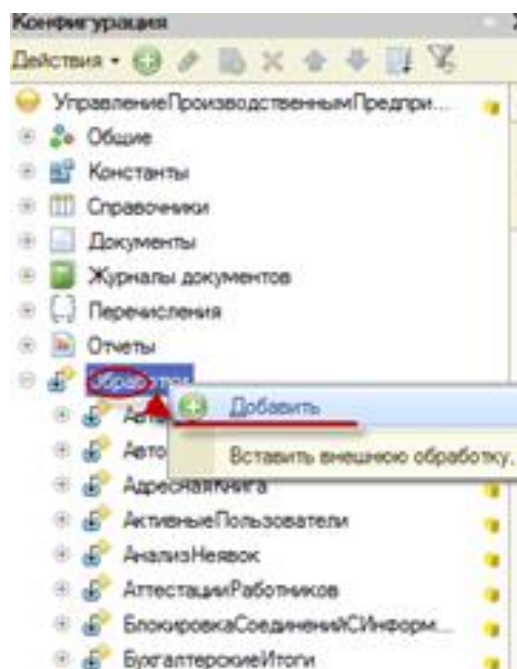 Конфигурация
Действия
УправлениеПроизводственнымПредпри...
Общие
Константы
Справочники
Документы
Журналы документов
Перечисления
Отчеты
Обработки
Добавить
Авто
Вставить внешнюю обработку,
АдреснаяКнига
АктивныеПользователи
АнализНеявок
АттестацииРаботников
БлокировкаСоединенийСИнформ...
БухгалтерскиеИтоги